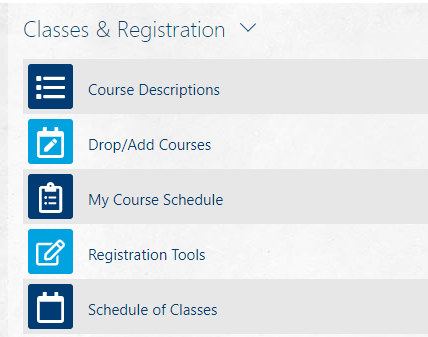 Classes & Registration
Course Descriptions
Drop/Add Courses
My Course Schedule
Registration Tools
Schedule of Classes